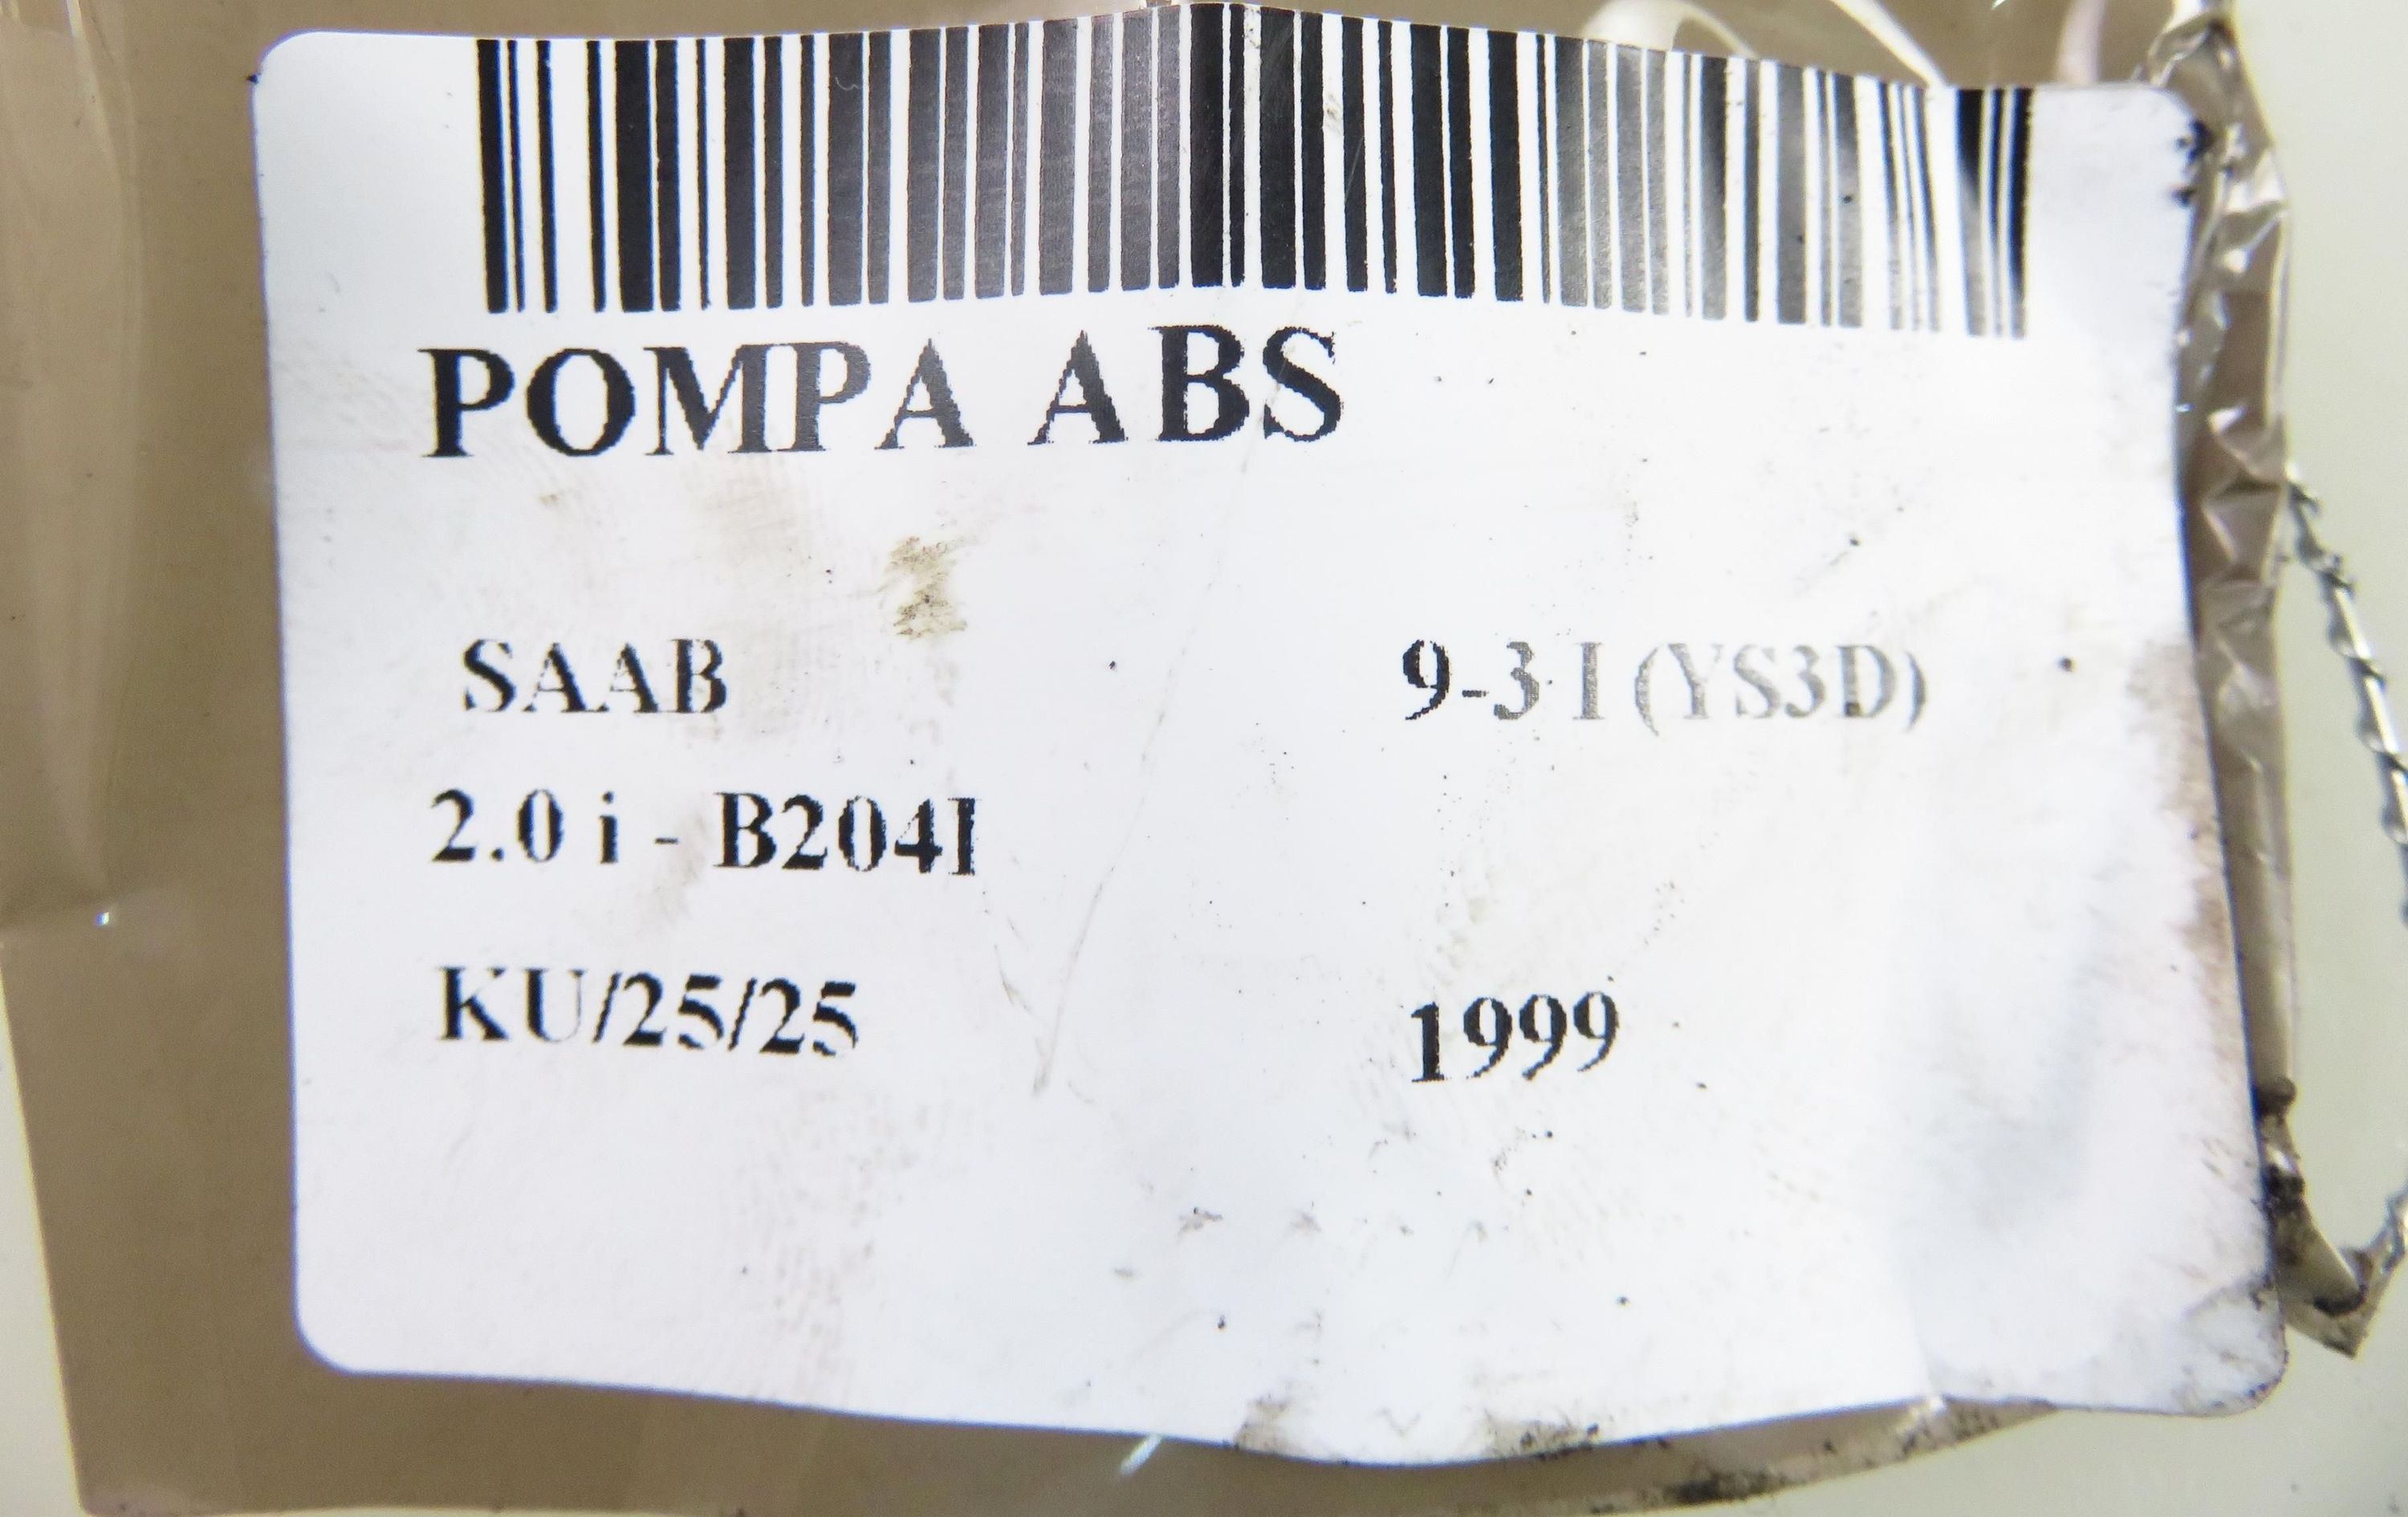 POMPA ABS
SAAB 9-3 I (YS3D)
2.0 i - B204I
KU/25/25 1999